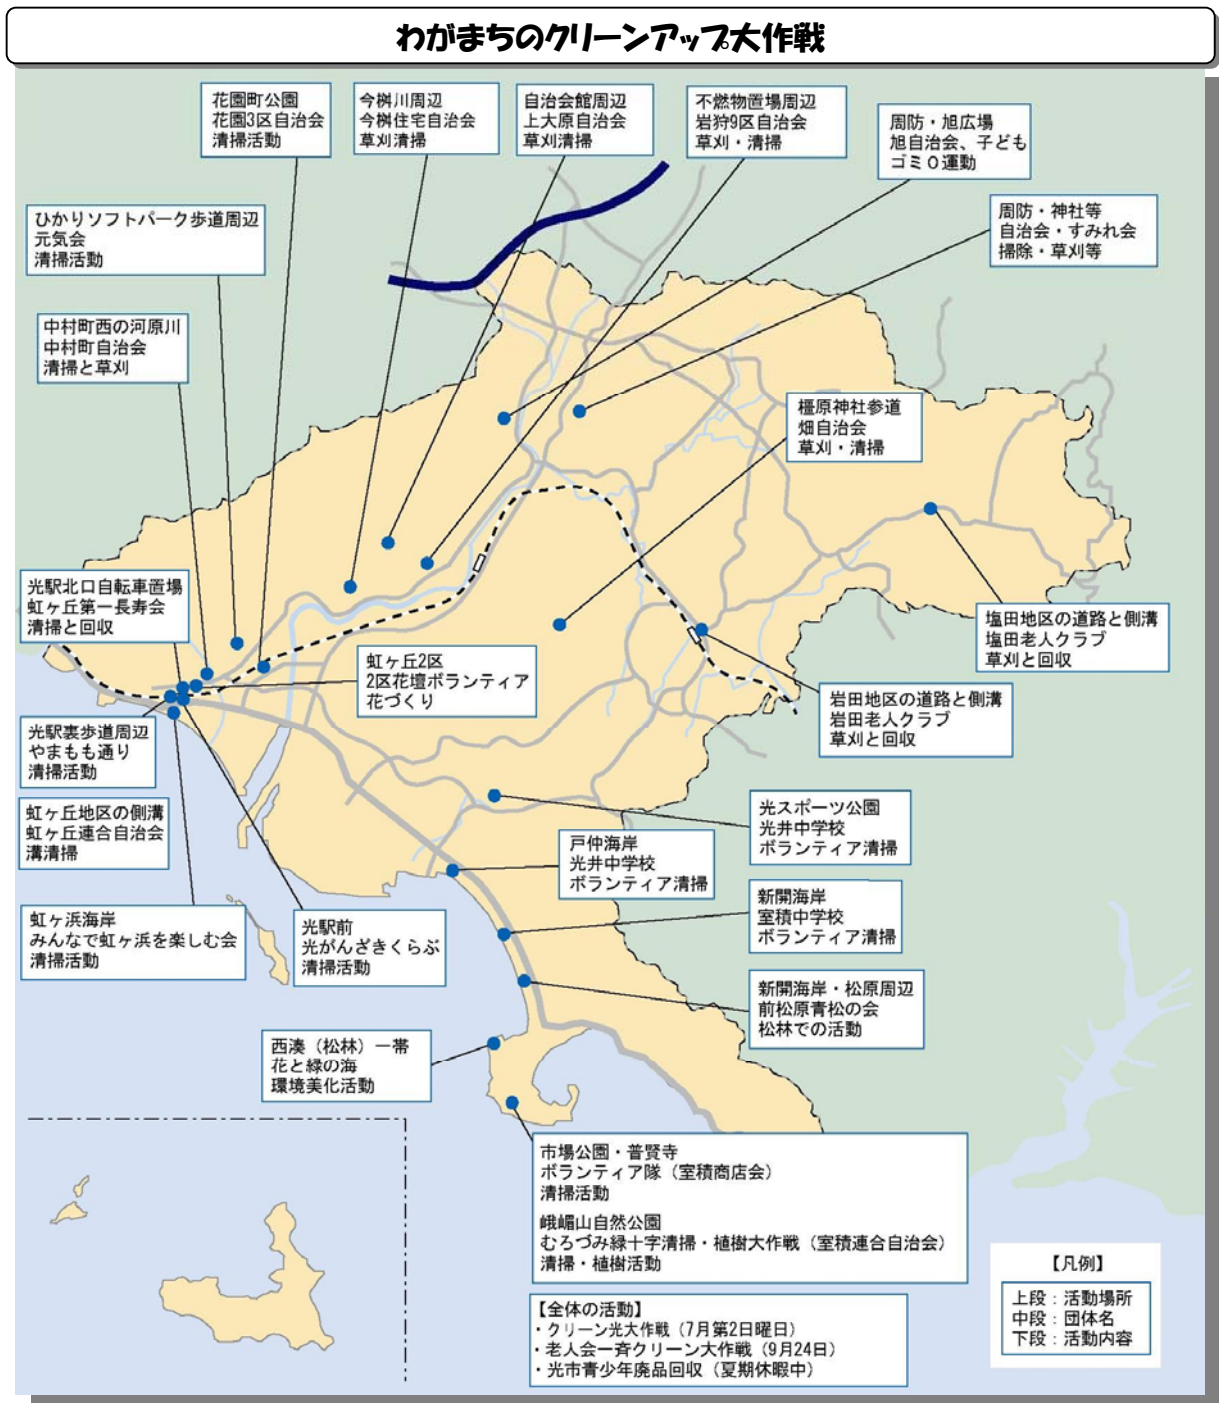 わがまちのクリーンアップ大作戦
花園町公園
花園3区自治会
清掃活動
今桝川周辺
今桝住宅自治会
草刈清掃
自治会館周辺
上大原自治会
草刈清掃
不燃物置場周辺
岩狩9区自治会
草刈・清掃
周防・旭広場
旭自治会、子ども
ゴミ０運動
周防・神社等
自治会・すみれ会
掃除・草刈等
ひかりソフトパーク歩道周辺
元気会
清掃活動
中村町西の河原川
中村町自治会
清掃と草刈
橿原神社参道
畑自治会
草刈・清掃
光駅北口自転車置場
虹ヶ丘第一長寿会
清掃と回収
塩田地区の道路と側溝
塩田老人クラブ
草刈と回収
虹ヶ丘2区
2区花壇ボランティア
花づくり
岩田地区の道路と側溝
岩田老人クラブ
草刈と回収
光駅裏歩道周辺
やまもも通り
清掃活動
虹ヶ丘地区の側溝
虹ヶ丘連合自治会
溝清掃
光スポーツ公園
光井中学校
ボランティア清掃
戸仲海岸
光井中学校
ボランティア清掃
虹ヶ浜海岸
みんなで虹ヶ浜を楽しむ会
清掃活動
光駅前
光がんざきくらぶ
清掃活動
新開海岸
室積中学校
ボランティア清掃
新開海岸・松原周辺
前松原青松の会
松林での活動
西湊（松林）一帯
花と緑の海
環境美化活動
市場公園・普賢寺
ボランティア隊（室積商店会）
清掃活動
峨嵋山自然公園
むろづみ緑十字清掃・植樹大作戦（室積連合自治会）
清掃・植樹活動
【全体の活動】
・クリーン光大作戦（7月第2日曜日）
・老人会一斉クリーン大作戦（9月24日）
・光市青少年廃品回収（夏期休暇中）
【凡例】
上段：活動場所
中段：団体名
下段：活動内容